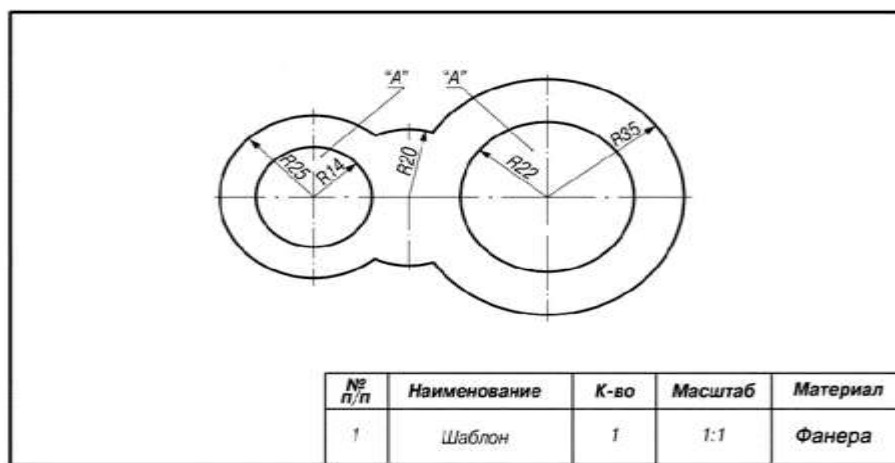 "А" "А"
R25
R14
R20
R22
R35
№ п/п Наименование К-во Масштаб Материал
1 Шаблон 1 1:1 Фанера